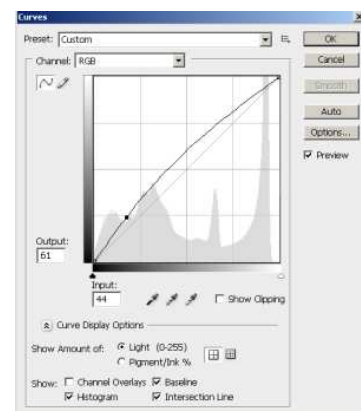 Curves
Preset: Custom
OK
Channel: RGB
Cancel
Smooth
Auto
Options...
Preview
Output:
61
Input:
44
Show Clipping
Curve Display Options
Show Amount of: Light (0-255)
Pigment/Ink %
Show: Channel Overlays Baseline
Histogram Intersection Line